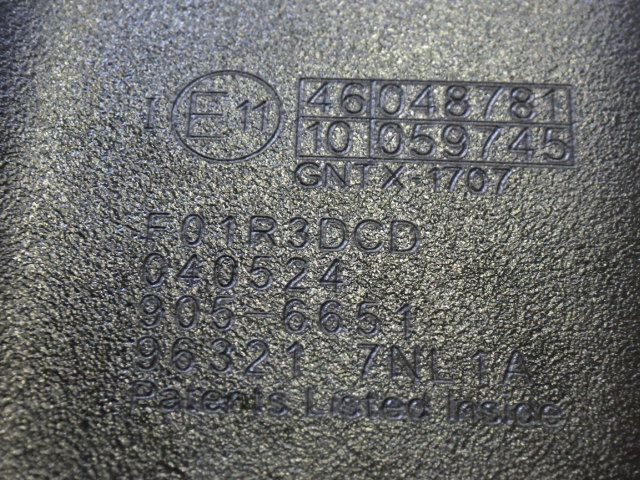 I E11 46 048781
10 059745
GNTX-1707
F01R3DCD
040524
905-6651
96321 7NL1A
Patents Listed Inside